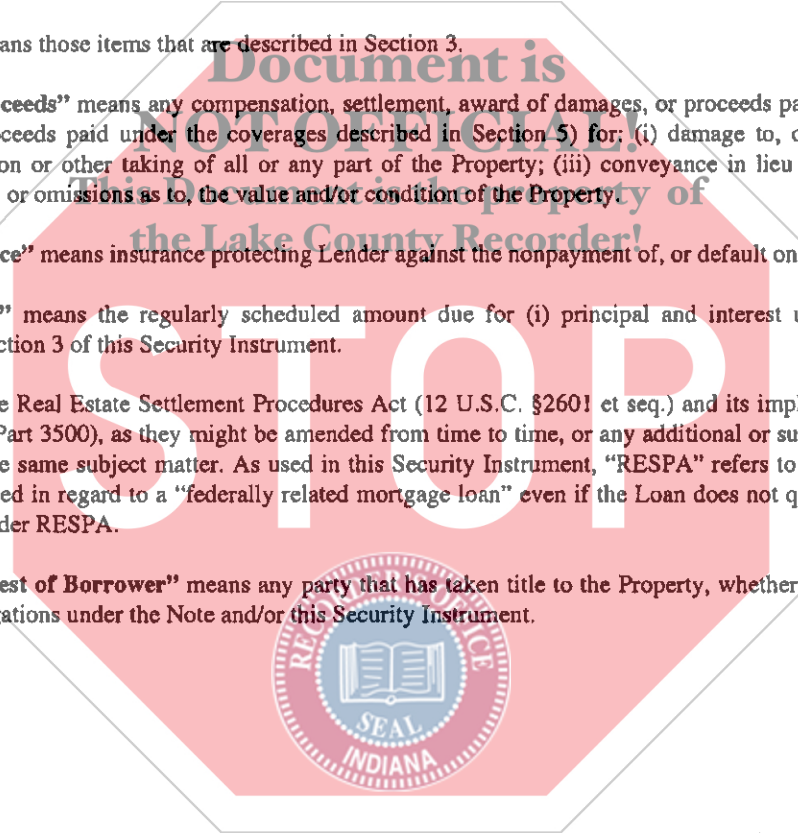 ans those items that are described in Section 3.
Document is
ceeds” means any compensation, settlement, award of damages, or proceeds pa
NOT OFFICIAL!
ceeds paid under the coverages described in Section 5) for: (i) damage to, o
on or other taking of all or any part of the Property; (iii) conveyance in lieu
This Document is the property of
or omissions as to, the value and/or condition of the Property.
the Lake County Recorder!
ce” means insurance protecting Lender against the nonpayment of, or default on
” means the regularly scheduled amount due for (i) principal and interest u
ction 3 of this Security Instrument.
STOP
e Real Estate Settlement Procedures Act (12 U.S.C. §2601 et seq.) and its impl
Part 3500), as they might be amended from time to time, or any additional or su
e same subject matter. As used in this Security Instrument, “RESPA” refers to
ed in regard to a “federally related mortgage loan” even if the Loan does not q
der RESPA.
est of Borrower” means any party that has taken title to the Property, whether
ations under the Note and/or this Security Instrument.
RECORDER'S OFFICE
SEAL
INDIANA